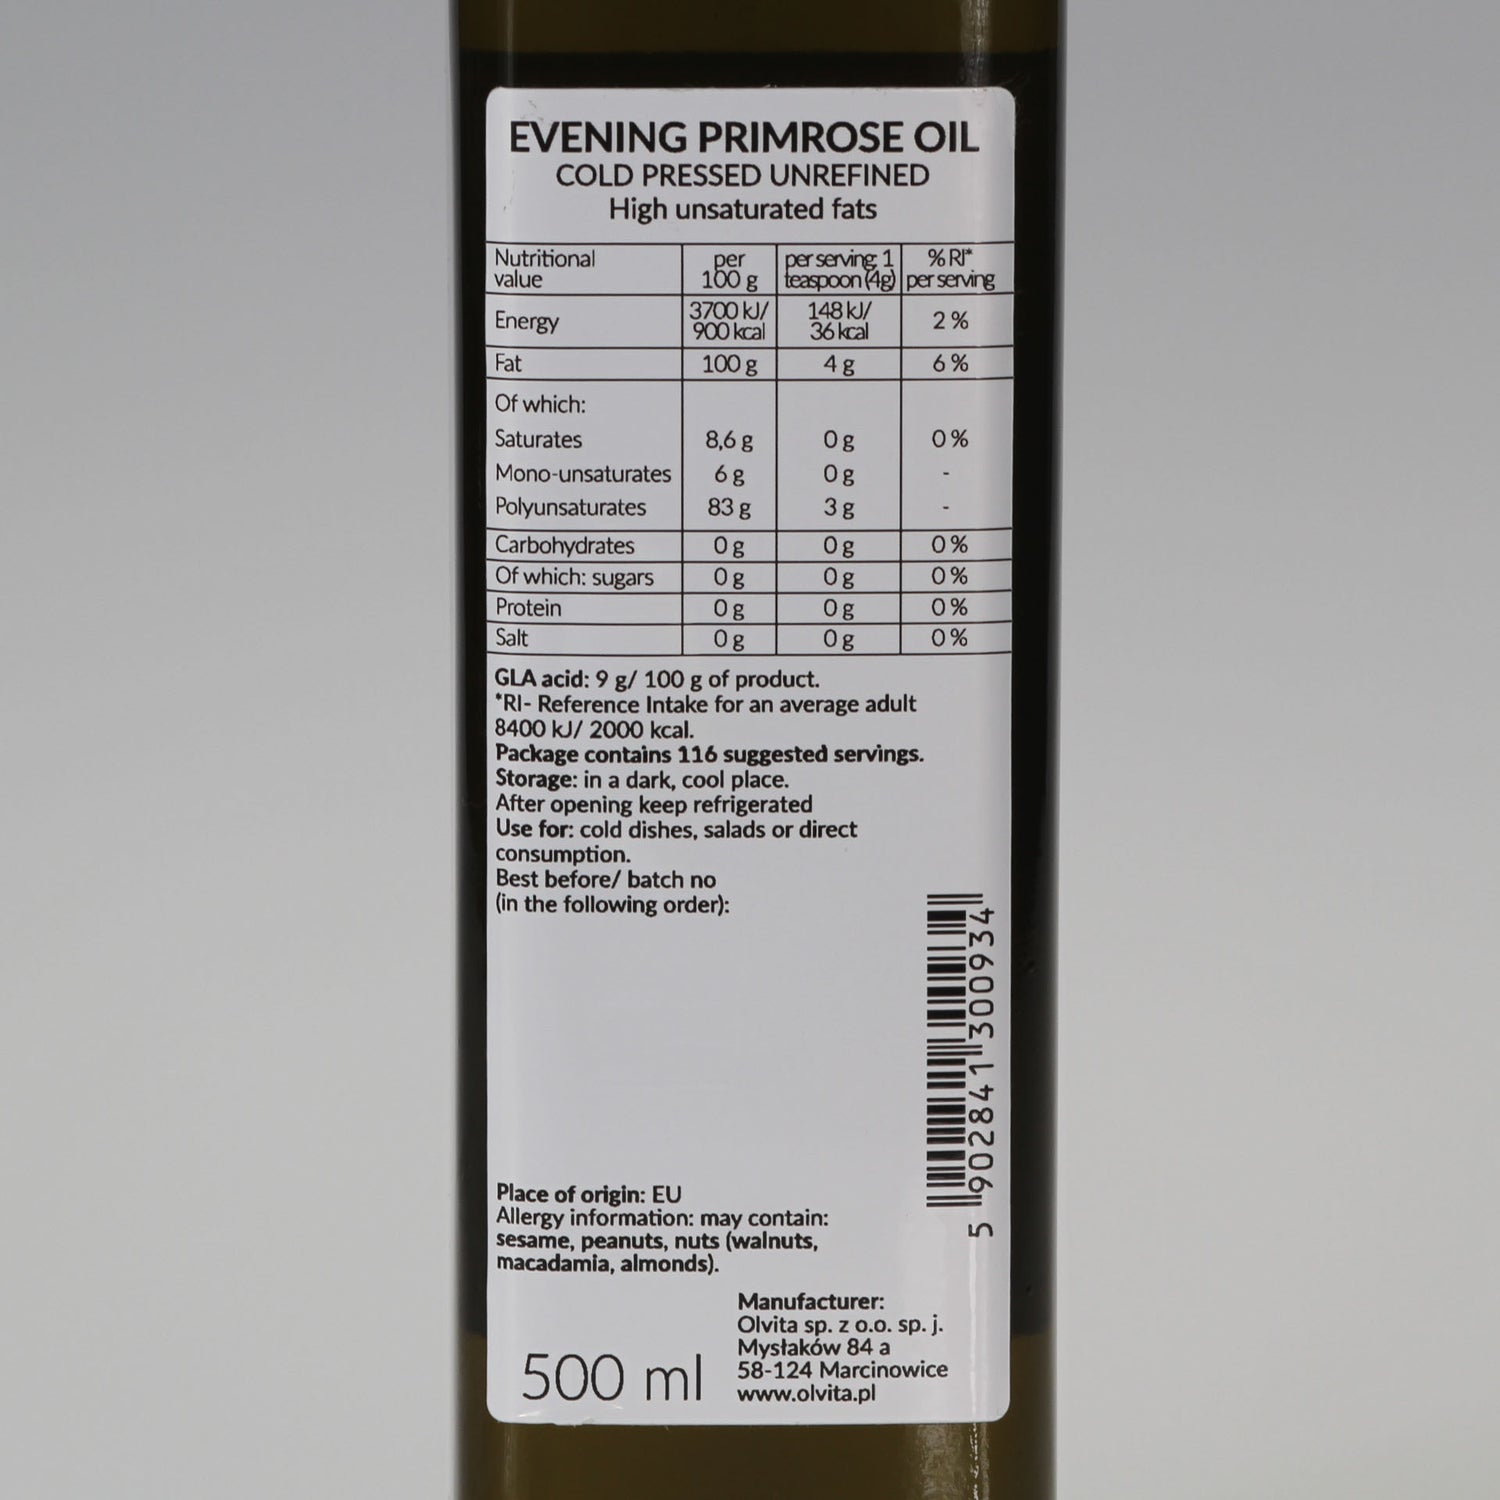 EVENING PRIMROSE OIL
COLD PRESSED UNREFINED
High unsaturated fats
Nutritional value per 100 g per serving: 1 teaspoon (4g) % RI* per serving
Energy 3700 kJ/ 900 kcal 148 kJ/ 36 kcal 2 %
Fat 100 g 4 g 6 %
Of which:
Saturates 8,6 g 0 g 0 %
Mono-unsaturates 6 g 0 g -
Polyunsaturates 83 g 3 g -
Carbohydrates 0 g 0 g 0 %
Of which: sugars 0 g 0 g 0 %
Protein 0 g 0 g 0 %
Salt 0 g 0 g 0 %
GLA acid: 9 g/ 100 g of product.
*RI- Reference Intake for an average adult
8400 kJ/ 2000 kcal.
Package contains 116 suggested servings.
Storage: in a dark, cool place.
After opening keep refrigerated
Use for: cold dishes, salads or direct
consumption.
Best before/ batch no
(in the following order):
5 902841 300934
Place of origin: EU
Allergy information: may contain:
sesame, peanuts, nuts (walnuts,
macadamia, almonds).
500 ml
Manufacturer:
Olvita sp. z o.o. sp. j.
Mysłaków 84 a
58-124 Marcinowice
www.olvita.pl